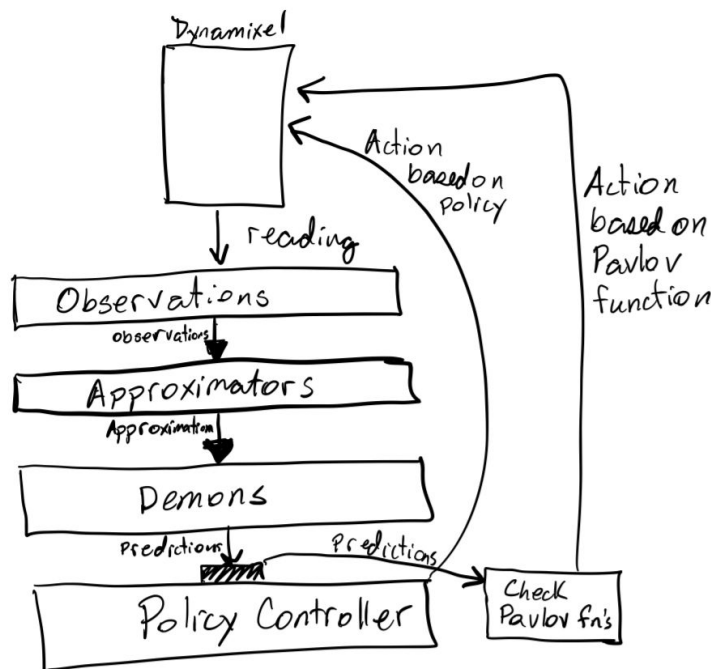 Dynamixel
reading
Action
based on
policy
Action
based on
Pavlov
function
Observations
observations
Approximators
Approximation
Demons
Predictions
Predictions
Policy Controller
Check
Pavlov fn's